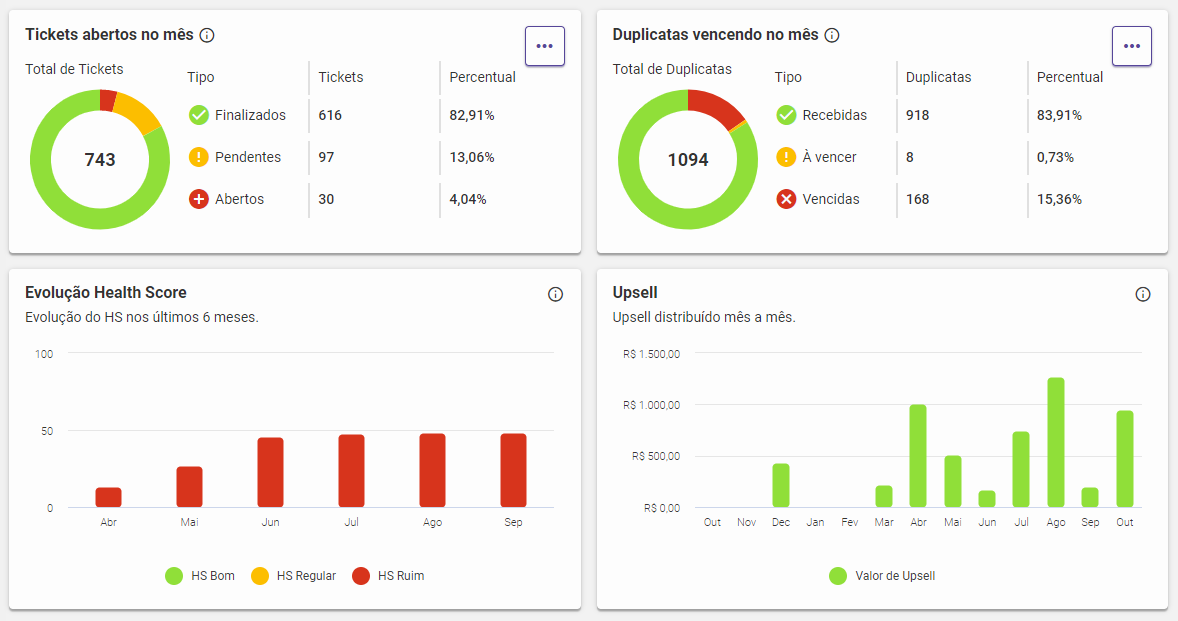 Tickets abertos no mês
Total de Tickets
743
Tipo Tickets Percentual
Finalizados 616 82,91%
Pendentes 97 13,06%
Abertos 30 4,04%
Duplicatas vencendo no mês
Total de Duplicatas
1094
Tipo Duplicatas Percentual
Recebidas 918 83,91%
À vencer 8 0,73%
Vencidas 168 15,36%
Evolução Health Score
Evolução do HS nos últimos 6 meses.
100
50
0
Abr Mai Jun Jul Ago Sep
HS Bom HS Regular HS Ruim
Upsell
Upsell distribuído mês a mês.
R$ 1.500,00
R$ 1.000,00
R$ 500,00
R$ 0,00
Out Nov Dec Jan Fev Mar Abr Mai Jun Jul Ago Sep Out
Valor de Upsell